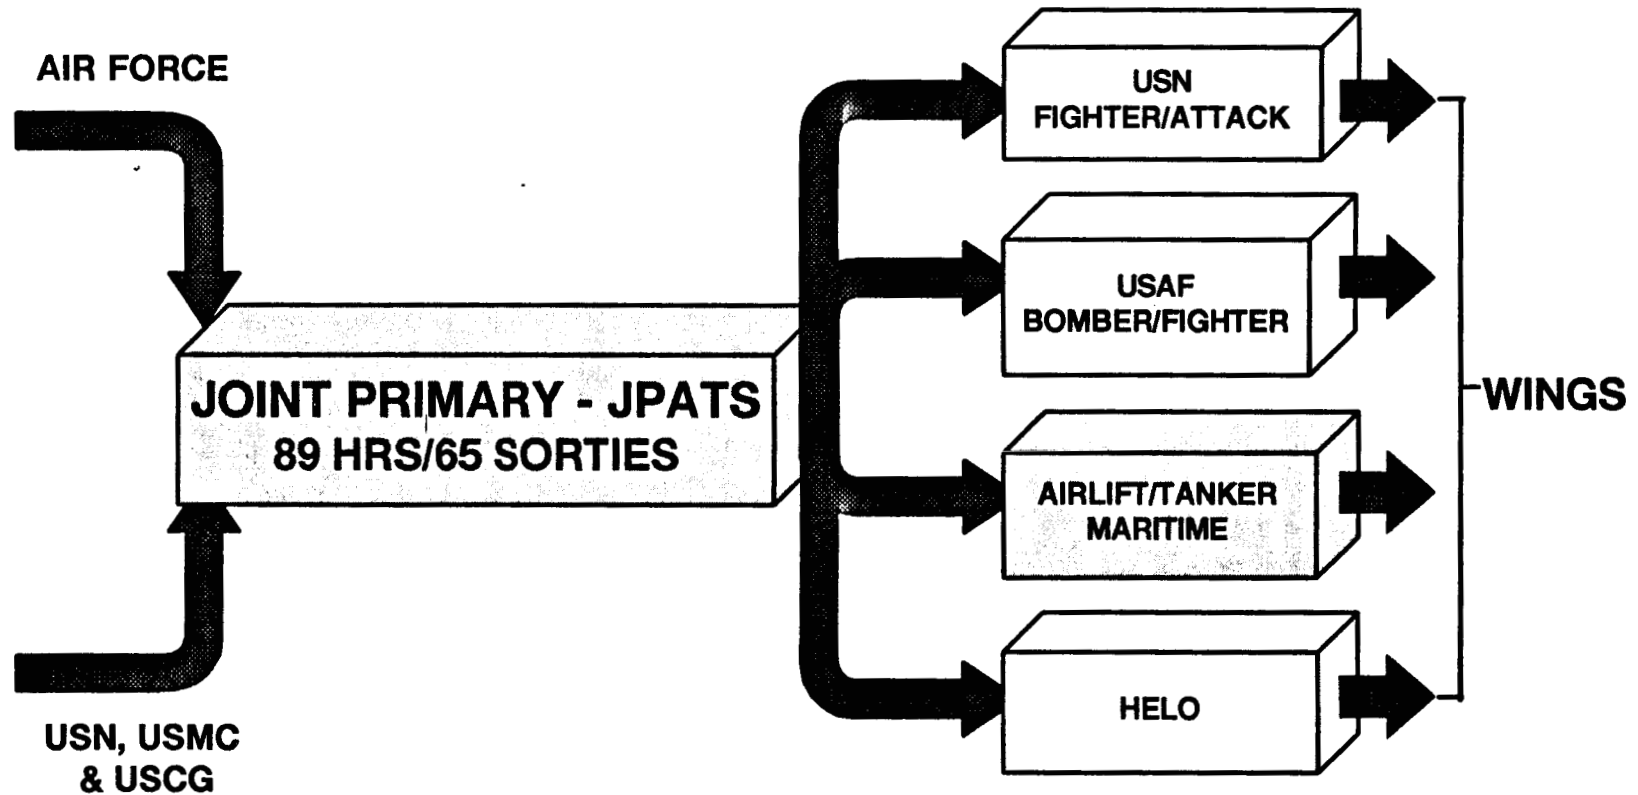 AIR FORCE
JOINT PRIMARY - JPATS
89 HRS/65 SORTIES
USN, USMC
& USCG
USN
FIGHTER/ATTACK
USAF
BOMBER/FIGHTER
AIRLIFT/TANKER
MARITIME
HELO
WINGS